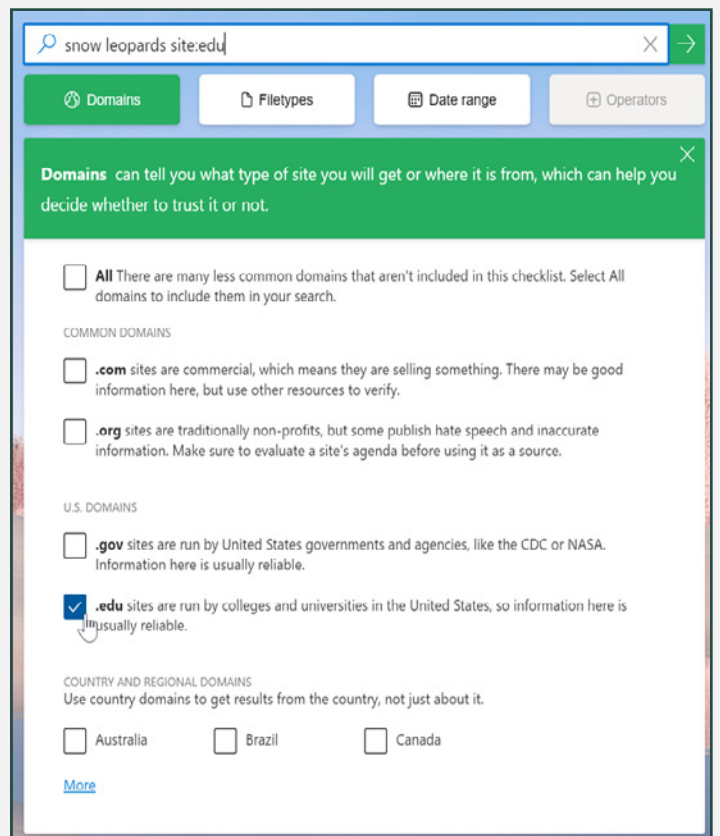 snow leopards site:edu
Domains
Filetypes
Date range
Operators
Domains can tell you what type of site you will get or where it is from, which can help you
decide whether to trust it or not.
All There are many less common domains that aren't included in this checklist. Select All
domains to include them in your search.
COMMON DOMAINS
.com sites are commercial, which means they are selling something. There may be good
information here, but use other resources to verify.
.org sites are traditionally non-profits, but some publish hate speech and inaccurate
information. Make sure to evaluate a site's agenda before using it as a source.
U.S. DOMAINS
.gov sites are run by United States governments and agencies, like the CDC or NASA.
Information here is usually reliable.
.edu sites are run by colleges and universities in the United States, so information here is
usually reliable.
COUNTRY AND REGIONAL DOMAINS
Use country domains to get results from the country, not just about it.
Australia
Brazil
Canada
More